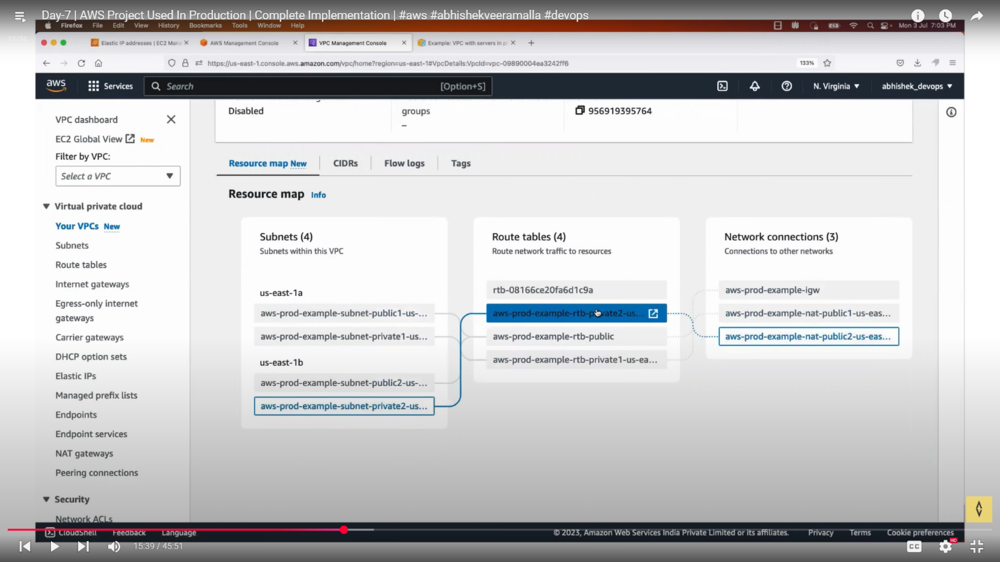 Day-7 | AWS Project Used In Production | Complete Implementation | #aws #abhishekveeramalla #devops
Firefox File Edit View History Bookmarks Tools Window Help
Mon 3 Jul 7:03 PM
Elastic IP addresses | EC2 Mana
AWS Management Console
VPC Management Console
Example: VPC with servers in pr
https://us-east-1.console.aws.amazon.com/vpc/home?region=us-east-1#VpcDetails:VpcId=vpc-09890004ea3242ff6
133%
aws
Services
Search
[Option+S]
N. Virginia
abhishek_devops
VPC dashboard
EC2 Global View New
Filter by VPC:
Select a VPC
Virtual private cloud
Your VPCs New
Subnets
Route tables
Internet gateways
Egress-only internet
gateways
Carrier gateways
DHCP option sets
Elastic IPs
Managed prefix lists
Endpoints
Endpoint services
NAT gateways
Peering connections
Security
Network ACLs
Disabled
groups
–
956919395764
Resource map New
CIDRs
Flow logs
Tags
Resource map Info
Subnets (4)
Subnets within this VPC
us-east-1a
aws-prod-example-subnet-public1-us-...
aws-prod-example-subnet-private1-us...
us-east-1b
aws-prod-example-subnet-public2-us-...
aws-prod-example-subnet-private2-us...
Route tables (4)
Route network traffic to resources
rtb-08166ce20fa6d1c9a
aws-prod-example-rtb-private2-us...
aws-prod-example-rtb-public
aws-prod-example-rtb-private1-us-ea...
Network connections (3)
Connections to other networks
aws-prod-example-igw
aws-prod-example-nat-public1-us-eas...
aws-prod-example-nat-public2-us-eas...
CloudShell
Feedback
Language
© 2023, Amazon Web Services India Private Limited or its affiliates.
Privacy
Terms
Cookie preferences
15:39 / 45:51
CC
HD